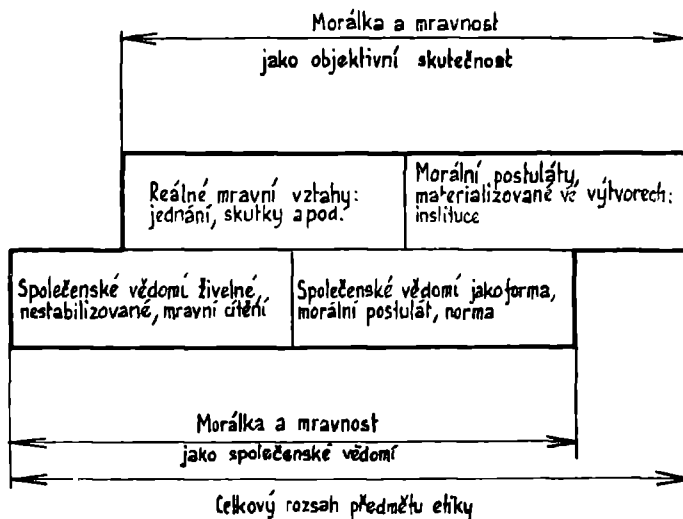 Morálka a mravnost
jako objektivní skutečnost
Reálné mravní vztahy:
jednání, skutky apod.
Morální postuláty,
materializované ve výtvorech:
instituce
Společenské vědomí živelné,
nestabilizované, mravní cítění
Společenské vědomí jako forma,
morální postulát, norma
Morálka a mravnost
jako společenské vědomí
Celkový rozsah předmětu etiky